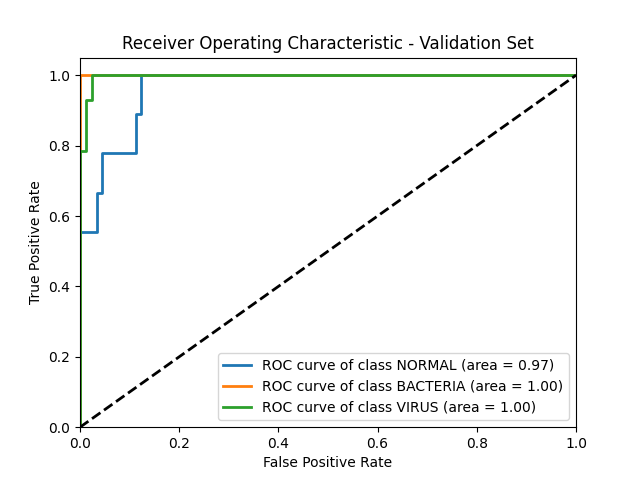 Receiver Operating Characteristic - Validation Set
1.0
0.8
0.6
0.4
0.2
0.0
True Positive Rate
ROC curve of class NORMAL (area = 0.97)
ROC curve of class BACTERIA (area = 1.00)
ROC curve of class VIRUS (area = 1.00)
0.0 0.2 0.4 0.6 0.8 1.0
False Positive Rate